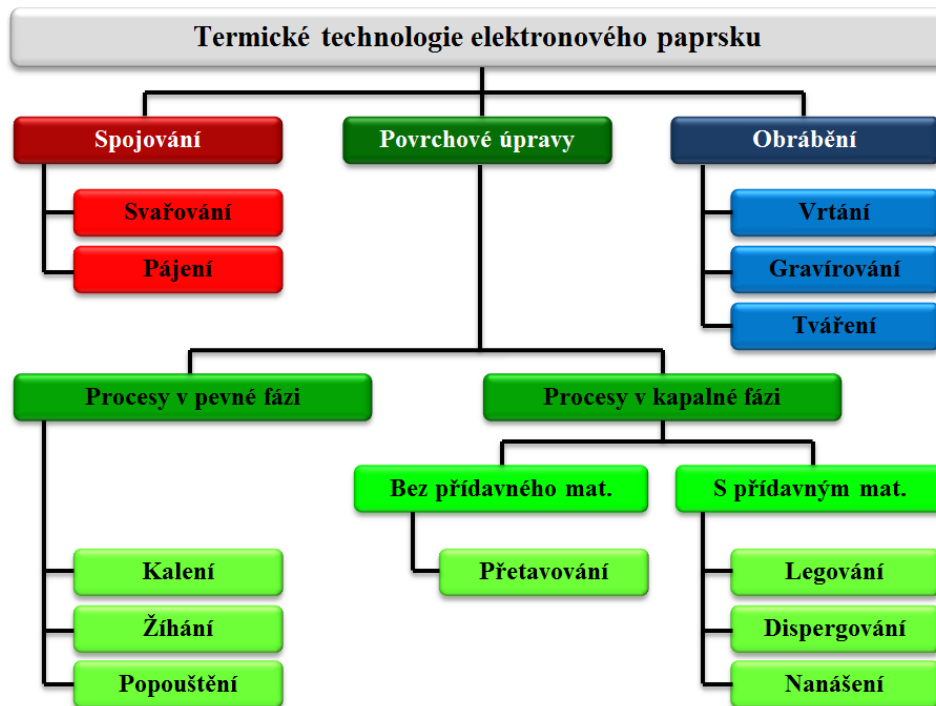 Termické technologie elektronového paprsku
Spojování
Povrchové úpravy
Obrábění
Svařování
Vrtání
Pájení
Gravírování
Tváření
Procesy v pevné fázi
Procesy v kapalné fázi
Bez přídavného mat.
S přídavným mat.
Kalení
Přetavování
Legování
Žíhání
Dispergování
Popouštění
Nanášení